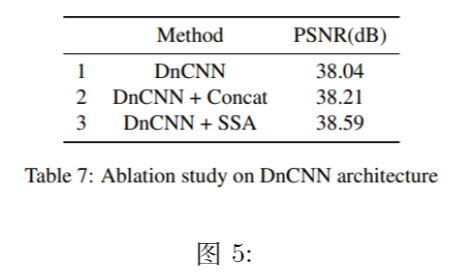 Method PSNR(dB)
1 DnCNN 38.04
2 DnCNN + Concat 38.21
3 DnCNN + SSA 38.59
Table 7: Ablation study on DnCNN architecture
图 5: